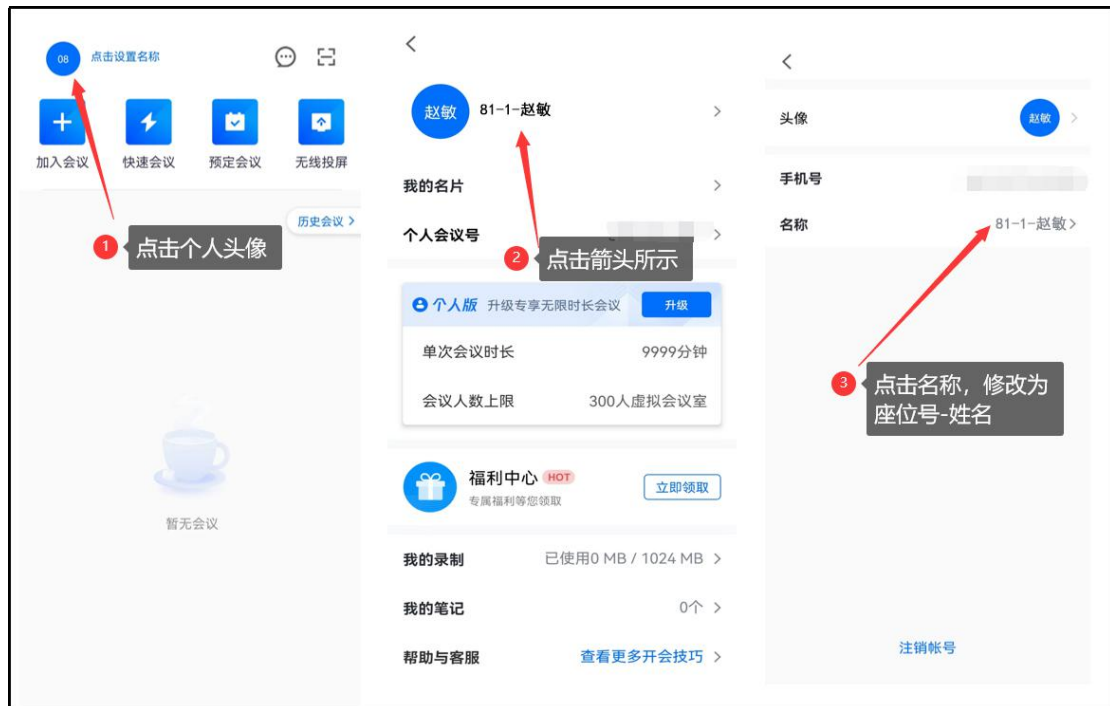 08 点击设置名称
加入会议 快速会议 预定会议 无线投屏
历史会议 >
1 点击个人头像
暂无会议
赵敏 81-1-赵敏
我的名片
个人会议号
2 点击箭头所示
个人版 升级专享无限时长会议 升级
单次会议时长 9999分钟
会议人数上限 300人虚拟会议室
福利中心 HOT
专属福利等您领取
立即领取
我的录制 已使用0 MB / 1024 MB
我的笔记 0个
帮助与客服 查看更多开会技巧
头像 赵敏
手机号
名称 81-1-赵敏
3 点击名称，修改为
座位号-姓名
注销帐号